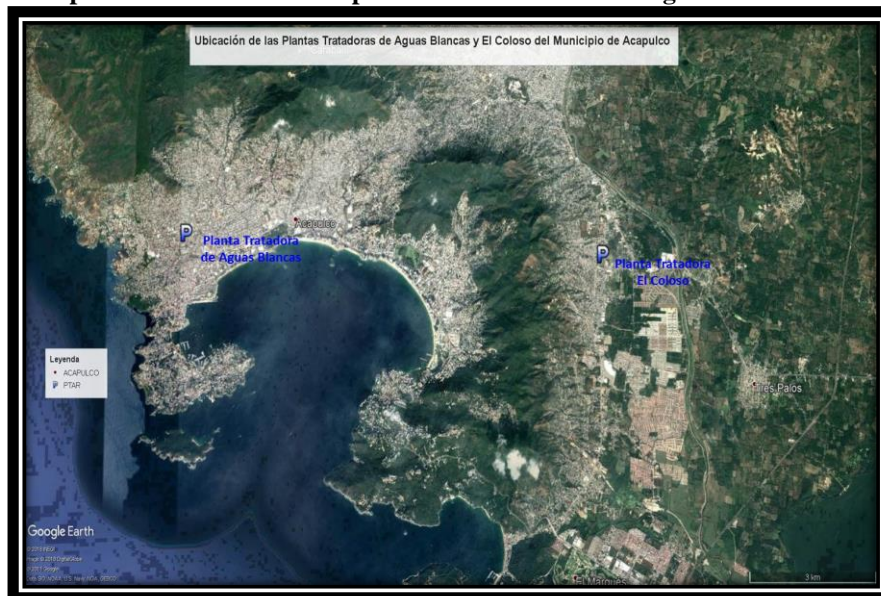 Ubicación de las Plantas Tratadoras de Aguas Blancas y El Coloso del Municipio de Acapulco
Acapulco
P
Planta Tratadora
de Aguas Blancas
P
Planta Tratadora
El Coloso
Leyenda
ACAPULCO
P PTAR
Tres Palos
Google Earth
El Marqués
3 km